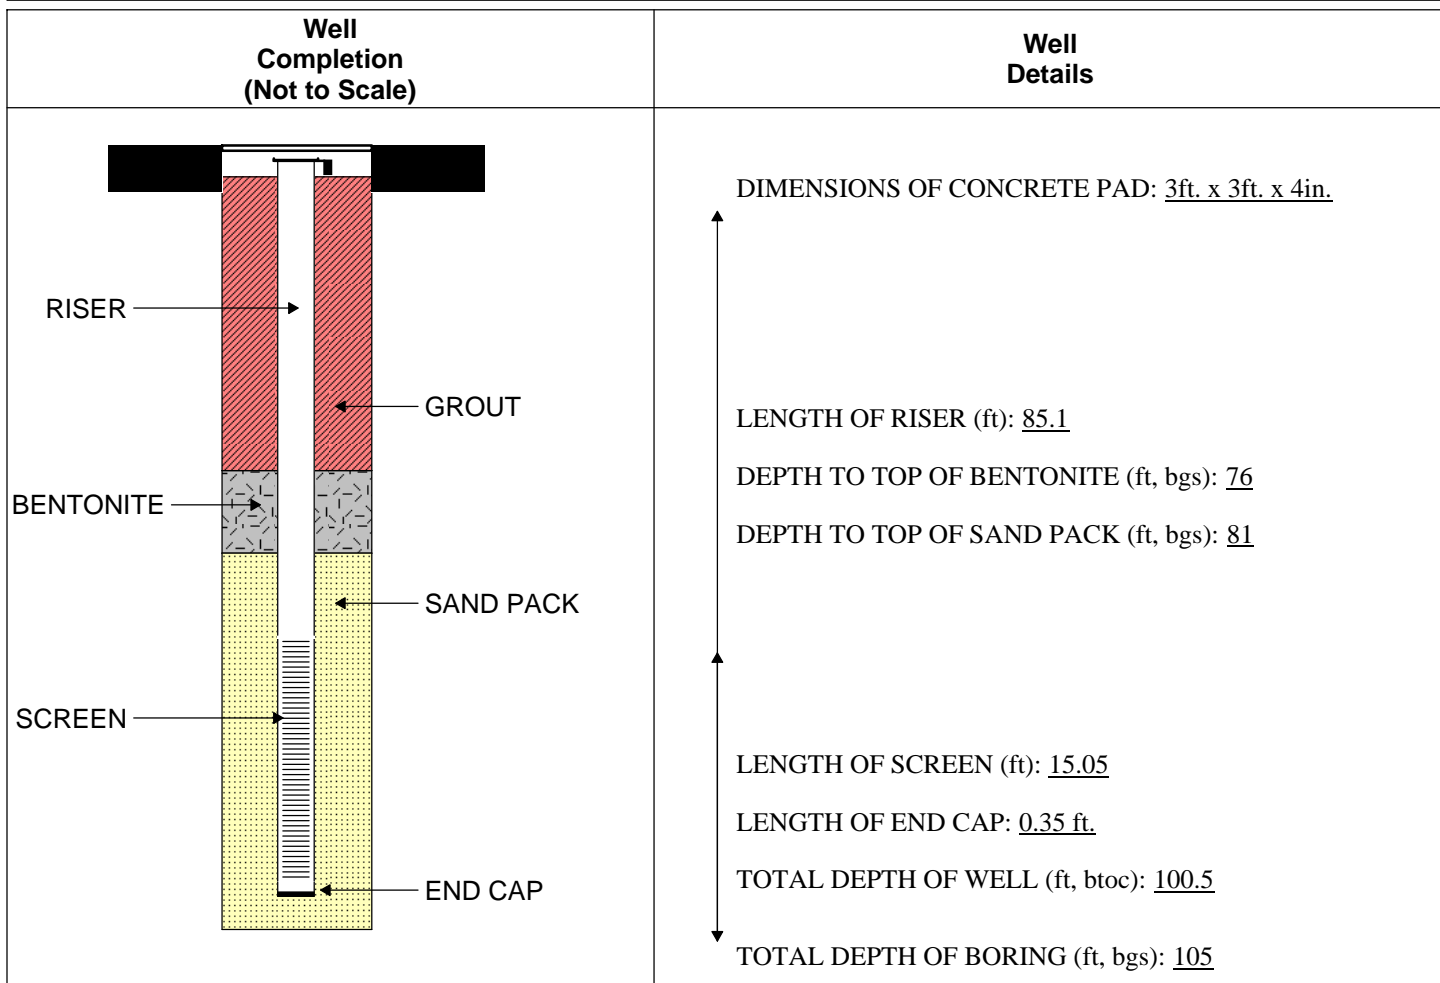 Well
Completion
(Not to Scale)
Well
Details
RISER
GROUT
BENTONITE
SAND PACK
SCREEN
END CAP
DIMENSIONS OF CONCRETE PAD: 3ft. x 3ft. x 4in.
LENGTH OF RISER (ft): 85.1
DEPTH TO TOP OF BENTONITE (ft, bgs): 76
DEPTH TO TOP OF SAND PACK (ft, bgs): 81
LENGTH OF SCREEN (ft): 15.05
LENGTH OF END CAP: 0.35 ft.
TOTAL DEPTH OF WELL (ft, btoc): 100.5
TOTAL DEPTH OF BORING (ft, bgs): 105